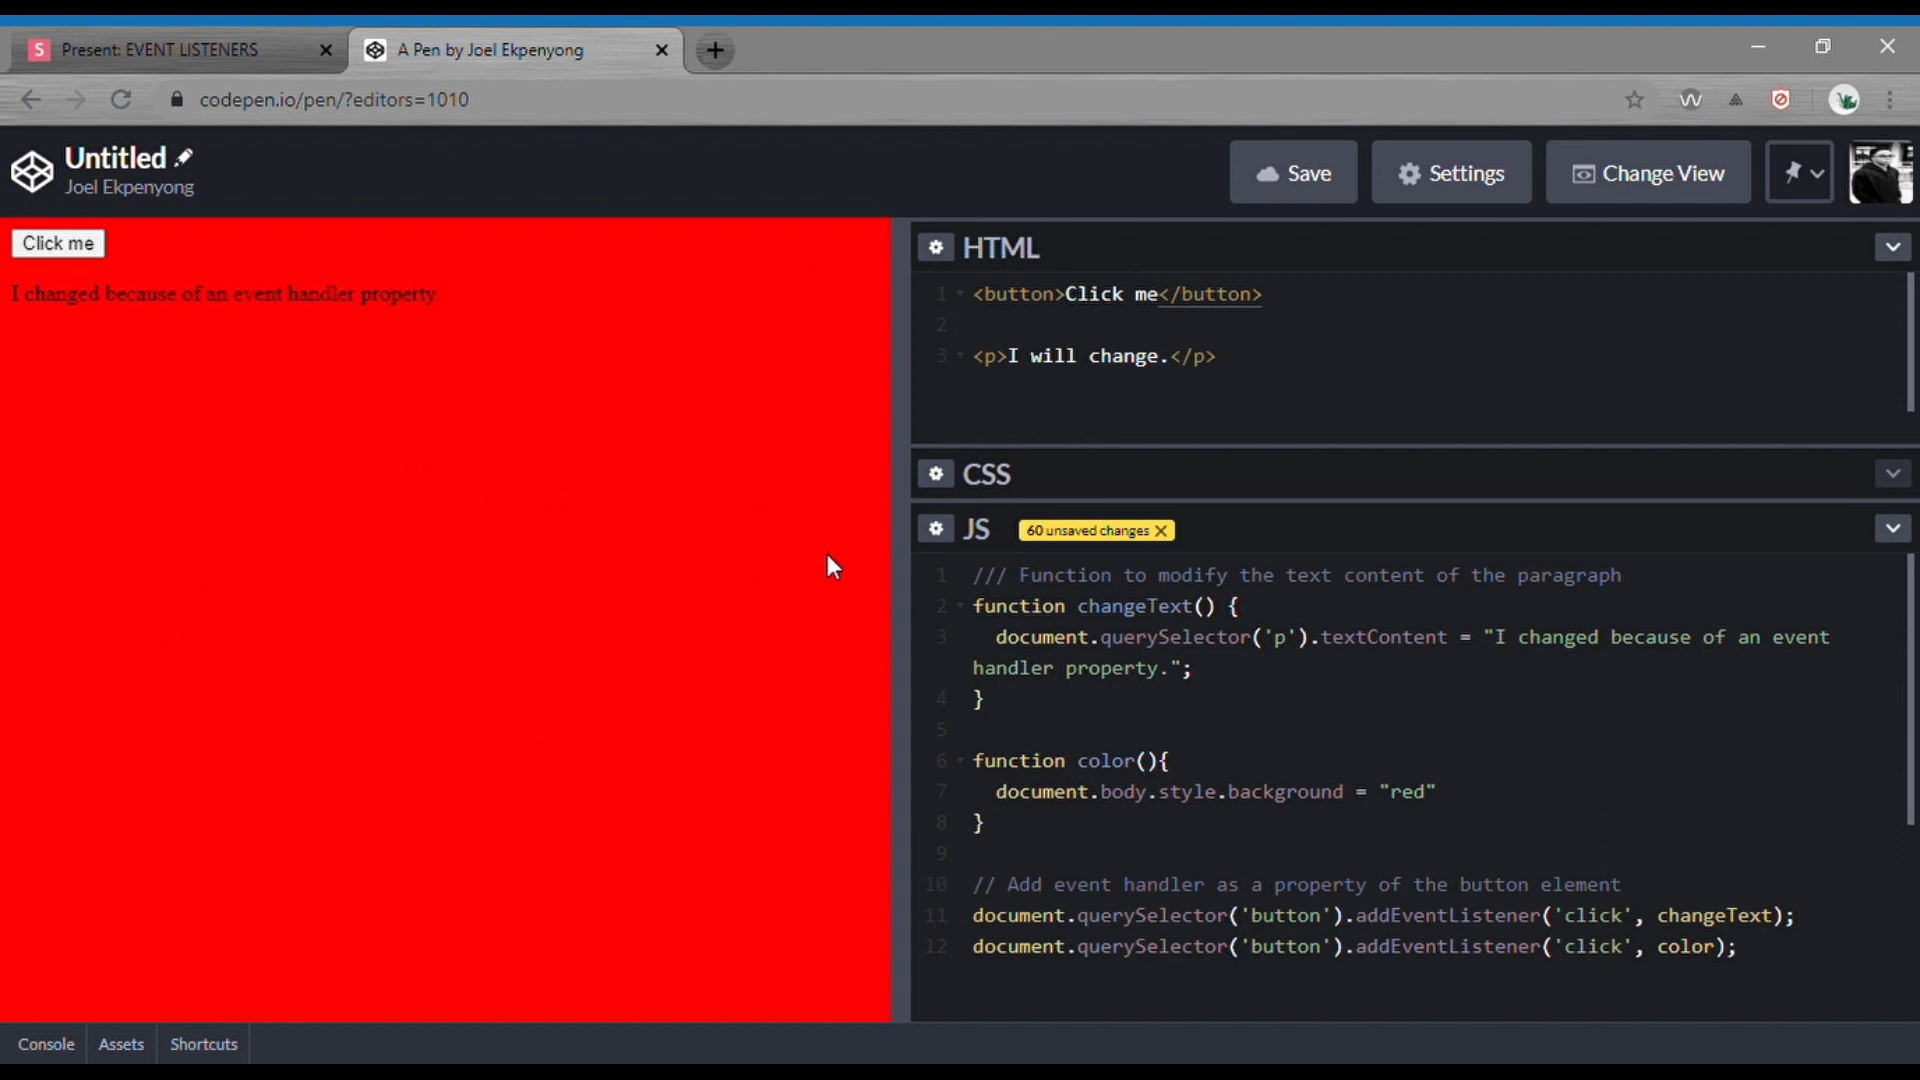 S Present: EVENT LISTENERS
A Pen by Joel Ekpenyong
codepen.io/pen/?editors=1010
Untitled
Joel Ekpenyong
Save
Settings
Change View
Click me
I changed because of an event handler property.
HTML
1 <button>Click me</button>
2
3 <p>I will change.</p>
CSS
JS 60 unsaved changes
1 /// Function to modify the text content of the paragraph
2 function changeText() {
3 document.querySelector('p').textContent = "I changed because of an event
handler property.";
4 }
5
6 function color(){
7 document.body.style.background = "red"
8 }
9
10 // Add event handler as a property of the button element
11 document.querySelector('button').addEventListener('click', changeText);
12 document.querySelector('button').addEventListener('click', color);
Console
Assets
Shortcuts